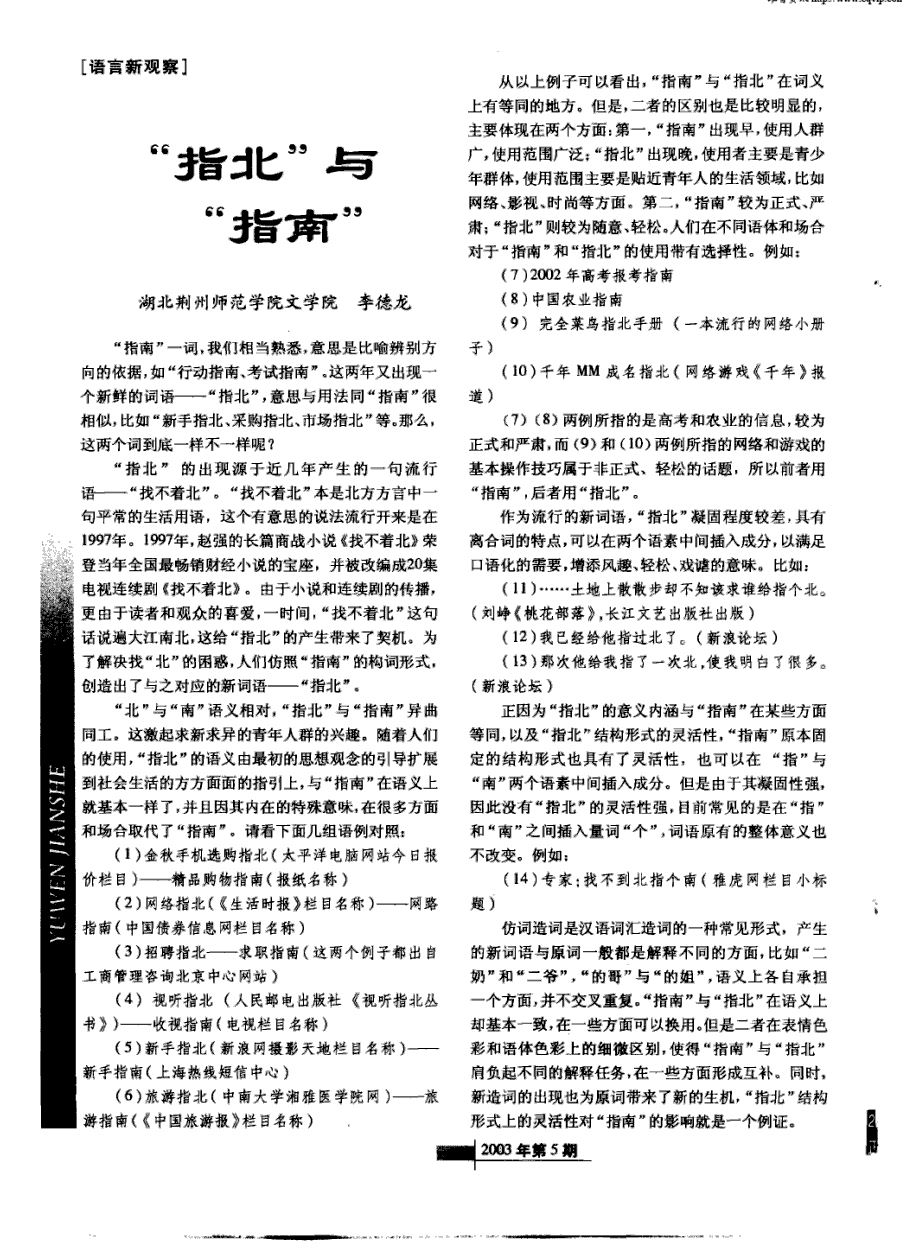 [语言新观察]
“指北”与
“指南”
湖北荆州师范学院文学院 李德龙
“指南”一词,我们相当熟悉,意思是比喻辨别方
向的依据,如“行动指南、考试指南”。这两年又出现一
个新鲜的词语——“指北”,意思与用法同“指南”很
相似,比如“新手指北、采购指北、市场指北”等。那么,
这两个词到底一样不一样呢?
“指北” 的出现源于近几年产生的一句流行
语——“找不着北”。“找不着北”本是北方方言中一
句平常的生活用语，这个有意思的说法流行开来是在
1997年。1997年,赵强的长篇商战小说《找不着北》荣
登当年全国最畅销财经小说的宝座，并被改编成20集
电视连续剧《找不着北》。由于小说和连续剧的传播,
更由于读者和观众的喜爱,一时间,“找不着北”这句
话说遍大江南北,这给“指北”的产生带来了契机。为
了解决找“北”的困惑,人们仿照“指南”的构词形式,
创造出了与之对应的新词语——“指北”。
“北”与“南”语义相对,“指北”与“指南”异曲
同工。这激起求新求异的青年人群的兴趣。随着人们
的使用,“指北”的语义由最初的思想观念的引导扩展
到社会生活的方方面面的指引上,与“指南”在语义上
就基本一样了,并且因其内在的特殊意味,在很多方面
和场合取代了“指南”。请看下面几组语例对照:
(1)金秋手机选购指北(太平洋电脑网站今日报
价栏目)——精品购物指南(报纸名称)
(2)网络指北(《生活时报》栏目名称)——网路
指南(中国债券信息网栏目名称)
(3)招聘指北——求职指南(这两个例子都出自
工商管理咨询北京中心网站)
(4) 视听指北 (人民邮电出版社 《视听指北丛
书》)——收视指南(电视栏目名称)
(5)新手指北(新浪网摄影天地栏目名称)——
新手指南(上海热线短信中心)
(6)旅游指北(中南大学湘雅医学院网)——旅
游指南(《中国旅游报》栏目名称)
从以上例子可以看出,“指南”与“指北”在词义
上有等同的地方。但是,二者的区别也是比较明显的,
主要体现在两个方面:第一,“指南”出现早,使用人群
广,使用范围广泛;“指北”出现晚,使用者主要是青少
年群体,使用范围主要是贴近青年人的生活领域,比如
网络、影视、时尚等方面。第二,“指南”较为正式、严
肃;“指北”则较为随意、轻松。人们在不同语体和场合
对于“指南”和“指北”的使用带有选择性。例如:
(7)2002年高考报考指南
(8)中国农业指南
(9) 完全菜鸟指北手册 (一本流行的网络小册
子)
(10)千年MM成名指北(网络游戏《千年》报
道)
(7)(8)两例所指的是高考和农业的信息,较为
正式和严肃,而(9)和(10)两例所指的网络和游戏的
基本操作技巧属于非正式、轻松的话题，所以前者用
“指南”,后者用“指北”。
作为流行的新词语,“指北”凝固程度较差,具有
离合词的特点,可以在两个语素中间插入成分,以满足
口语化的需要,增添风趣、轻松、戏谑的意味。比如:
(11)……土地上散散步却不知该求谁给指个北。
(刘峥《桃花部落》,长江文艺出版社出版)
(12)我已经给他指过北了。(新浪论坛)
(13)那次他给我指了一次北,使我明白了很多。
(新浪论坛)
正因为“指北”的意义内涵与“指南”在某些方面
等同,以及“指北”结构形式的灵活性,“指南”原本固
定的结构形式也具有了灵活性，也可以在 “指”与
“南”两个语素中间插入成分。但是由于其凝固性强,
因此没有“指北”的灵活性强,目前常见的是在“指”
和“南”之间插入量词“个”,词语原有的整体意义也
不改变。例如:
(14)专家:找不到北指个南(雅虎网栏目小标
题)
仿词造词是汉语词汇造词的一种常见形式，产生
的新词语与原词一般都是解释不同的方面,比如“二
奶”和“二爷”,“的哥”与“的姐”,语义上各自承担
一个方面,并不交叉重复。“指南”与“指北”在语义上
却基本一致,在一些方面可以换用。但是二者在表情色
彩和语体色彩上的细微区别,使得“指南”与“指北”
肩负起不同的解释任务,在一些方面形成互补。同时,
新造词的出现也为原词带来了新的生机,“指北”结构
形式上的灵活性对“指南”的影响就是一个例证。
YUWEN JIANSHE
2003年第5期